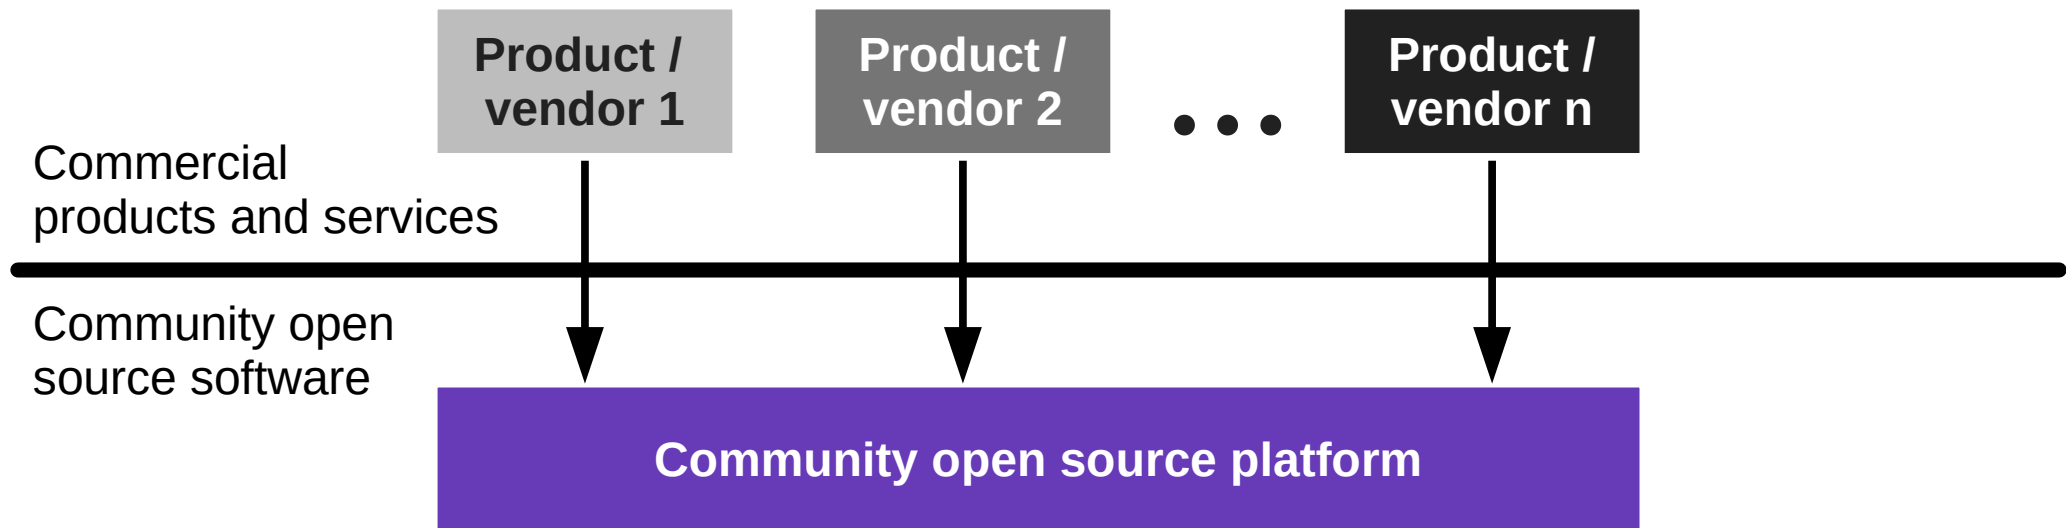 Product /
vendor 1
Product /
vendor 2
Product /
vendor n
Commercial
products and services
Community open
source software
Community open source platform